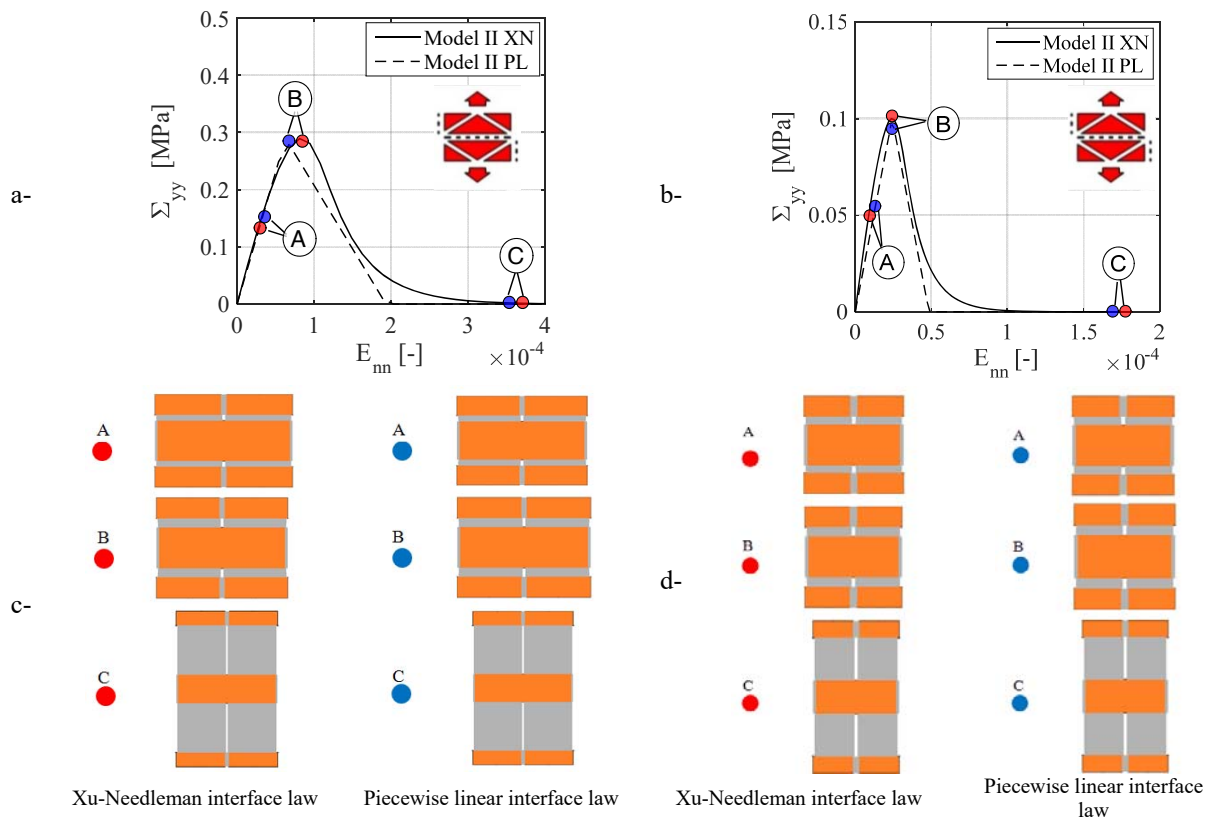 a-
0.5
0.4
0.3
0.2
0.1
0
Σyy [MPa]
Model II XN
Model II PL
B
A
C
0 1 2 3 4
Enn [-]
×10-4
b-
0.15
0.1
0.05
0
Σyy [MPa]
Model II XN
Model II PL
B
A
C
0 0.5 1 1.5 2
Enn [-]
×10-4
c-
A
B
C
A
B
C
Xu-Needleman interface law
Piecewise linear interface law
d-
A
B
C
A
B
C
Xu-Needleman interface law
Piecewise linear interface
law